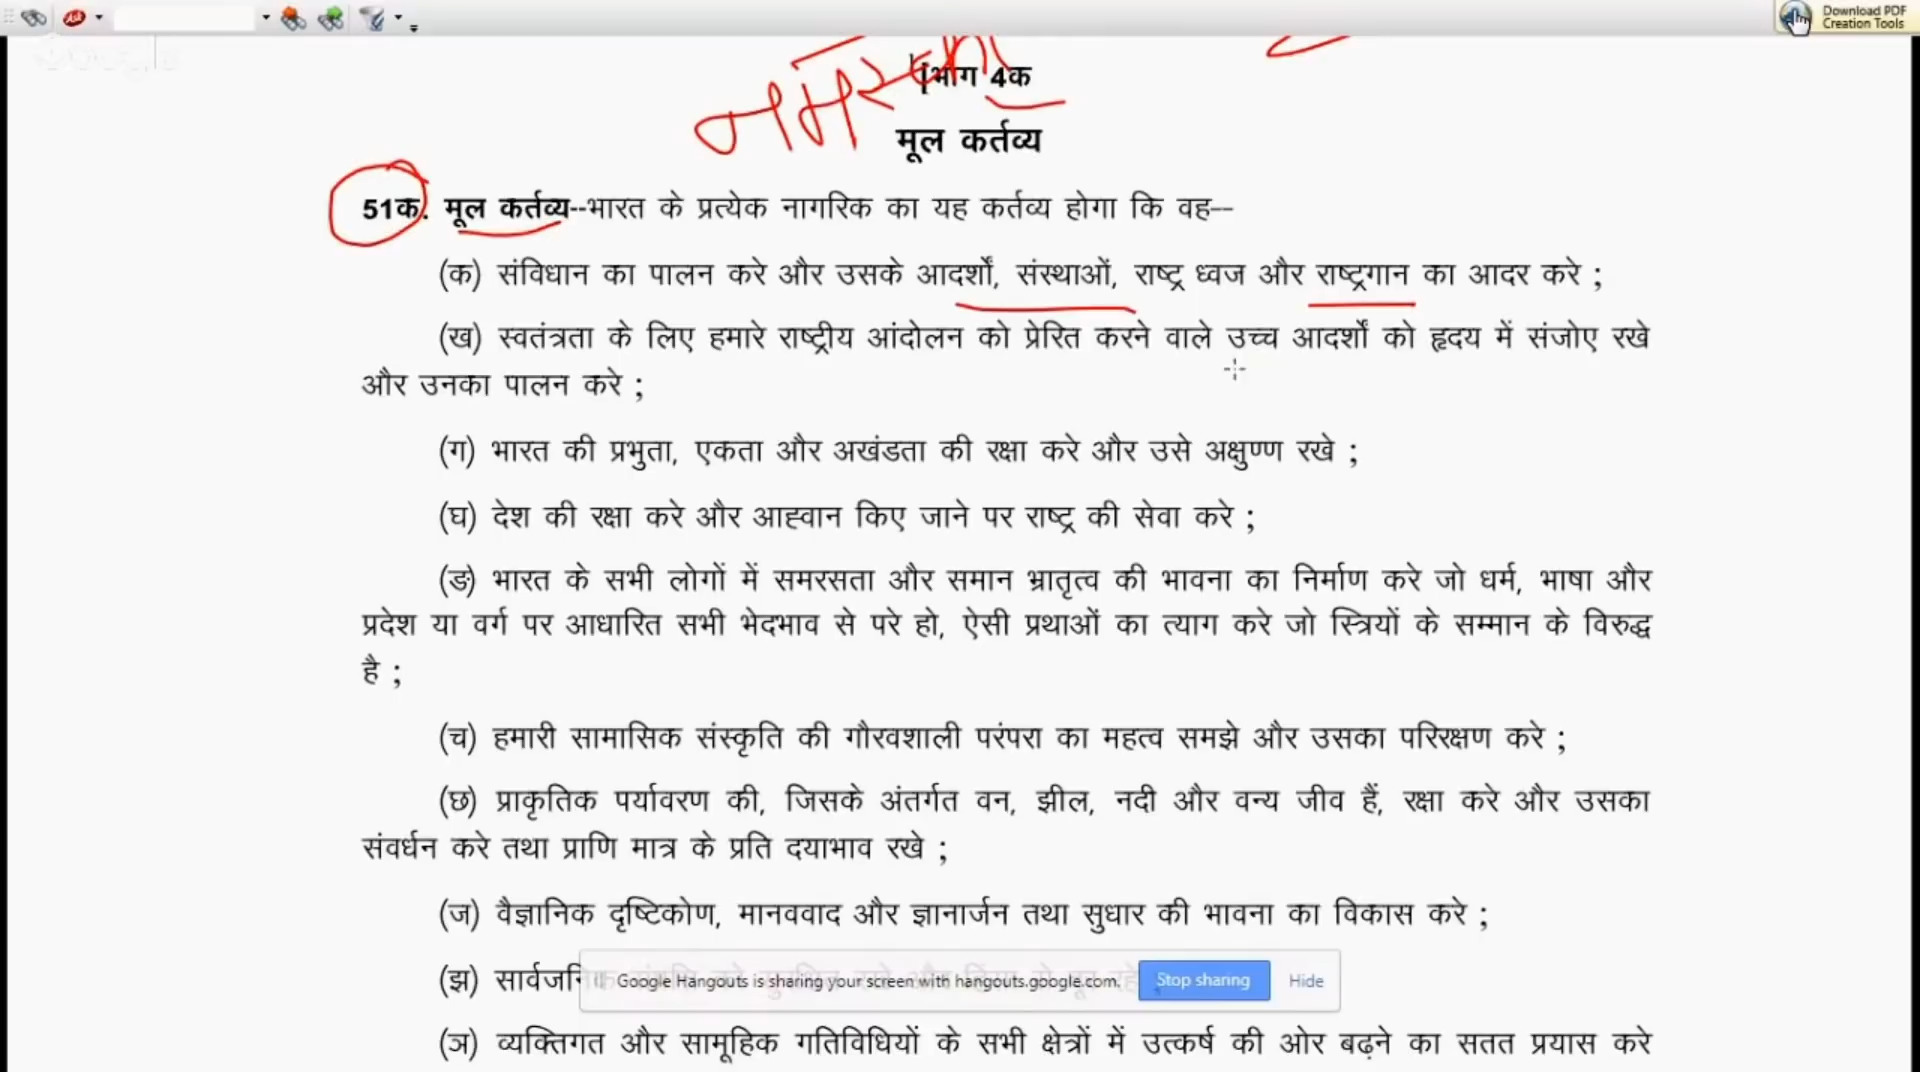 Download PDF
Creation Tools
[भाग 4क
मूल कर्तव्य
51क. मूल कर्तव्य--भारत के प्रत्येक नागरिक का यह कर्तव्य होगा कि वह--
(क) संविधान का पालन करे और उसके आदर्शों, संस्थाओं, राष्ट्र ध्वज और राष्ट्रगान का आदर करे ;
(ख) स्वतंत्रता के लिए हमारे राष्ट्रीय आंदोलन को प्रेरित करने वाले उच्च आदर्शों को हृदय में संजोए रखे
और उनका पालन करे ;
(ग) भारत की प्रभुता, एकता और अखंडता की रक्षा करे और उसे अक्षुण्ण रखे ;
(घ) देश की रक्षा करे और आह्वान किए जाने पर राष्ट्र की सेवा करे ;
(ङ) भारत के सभी लोगों में समरसता और समान भ्रातृत्व की भावना का निर्माण करे जो धर्म, भाषा और
प्रदेश या वर्ग पर आधारित सभी भेदभाव से परे हो, ऐसी प्रथाओं का त्याग करे जो स्त्रियों के सम्मान के विरुद्ध
है ;
(च) हमारी सामासिक संस्कृति की गौरवशाली परंपरा का महत्व समझे और उसका परिरक्षण करे ;
(छ) प्राकृतिक पर्यावरण की, जिसके अंतर्गत वन, झील, नदी और वन्य जीव हैं, रक्षा करे और उसका
संवर्धन करे तथा प्राणि मात्र के प्रति दयाभाव रखे ;
(ज) वैज्ञानिक दृष्टिकोण, मानववाद और ज्ञानार्जन तथा सुधार की भावना का विकास करे ;
(झ) सार्वजनिक
Google Hangouts is sharing your screen with hangouts.google.com. Stop sharing Hide
(ञ) व्यक्तिगत और सामूहिक गतिविधियों के सभी क्षेत्रों में उत्कर्ष की ओर बढ़ने का सतत प्रयास करे